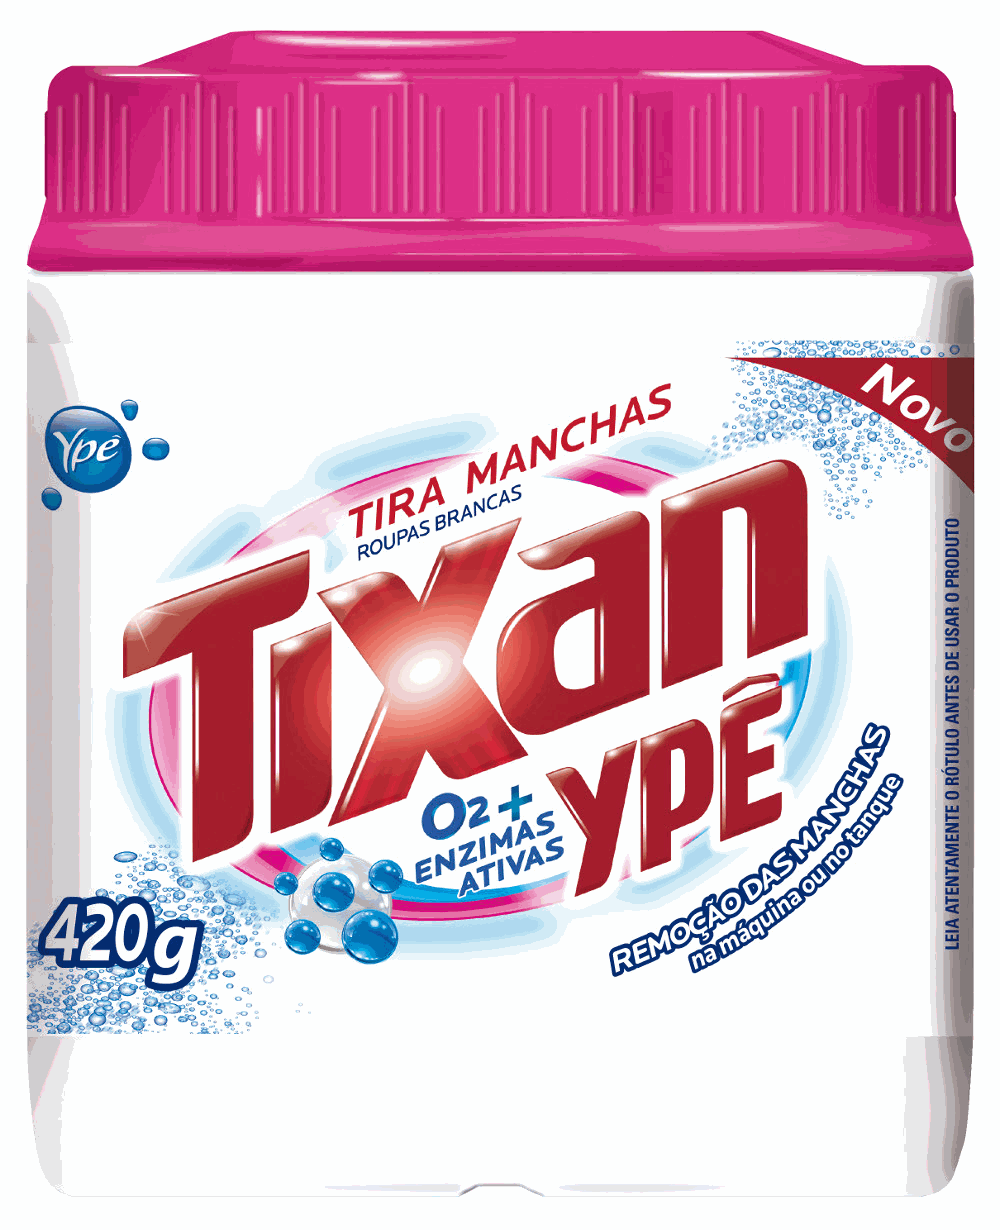 Novo
Ypê
TIRA MANCHAS
ROUPAS BRANCAS
Tixan
YPÊ
O2+
ENZIMAS
ATIVAS
REMOÇÃO DAS MANCHAS
na máquina ou no tanque
420g
LEIA ATENTAMENTE O RÓTULO ANTES DE USAR O PRODUTO